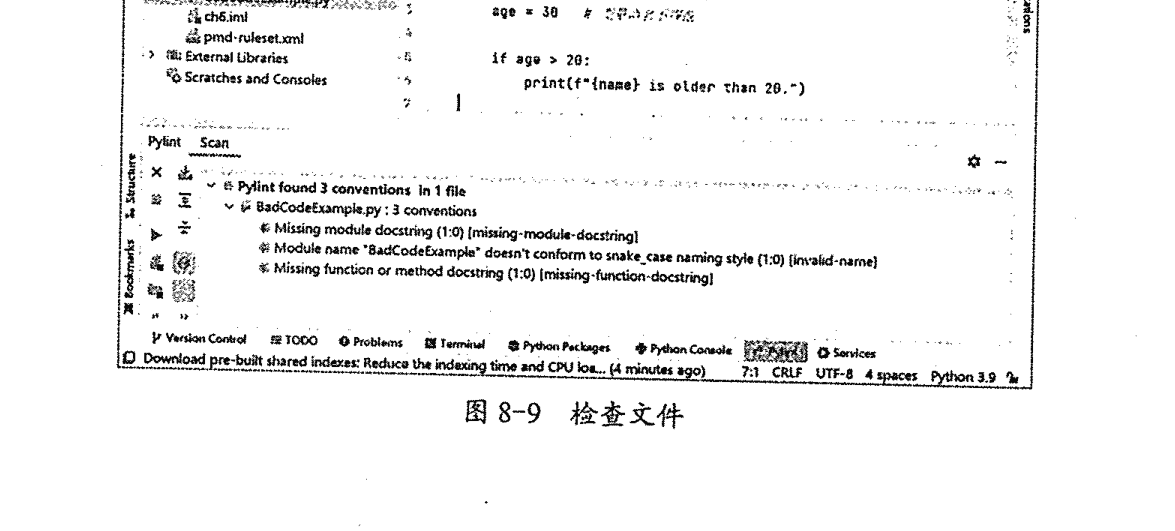 age = 30 #
ch6.iml
pmd-ruleset.xml
External Libraries
Scratches and Consoles
if age > 20:
print(f"{name} is older than 20.")
Pylint Scan
Pylint found 3 conventions in 1 file
BadCodeExample.py : 3 conventions
Missing module docstring (1:0) [missing-module-docstring]
Module name "BadCodeExample" doesn't conform to snake_case naming style (1:0) [invalid-name]
Missing function or method docstring (1:0) [missing-function-docstring]
Structure
Bookmarks
Version Control TODO Problems Terminal Python Packages Python Console Services
Download pre-built shared indexes: Reduce the indexing time and CPU loa... (4 minutes ago) 7:1 CRLF UTF-8 4 spaces Python 3.9
图 8-9 检查文件